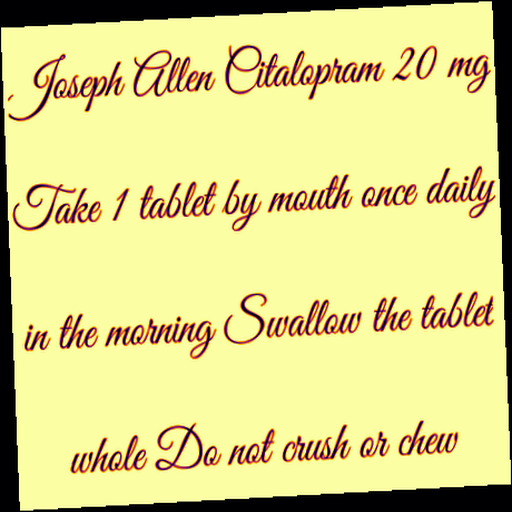 Joseph Allen Citalopram 20 mg
Take 1 tablet by mouth once daily
in the morning Swallow the tablet
whole Do not crush or chew